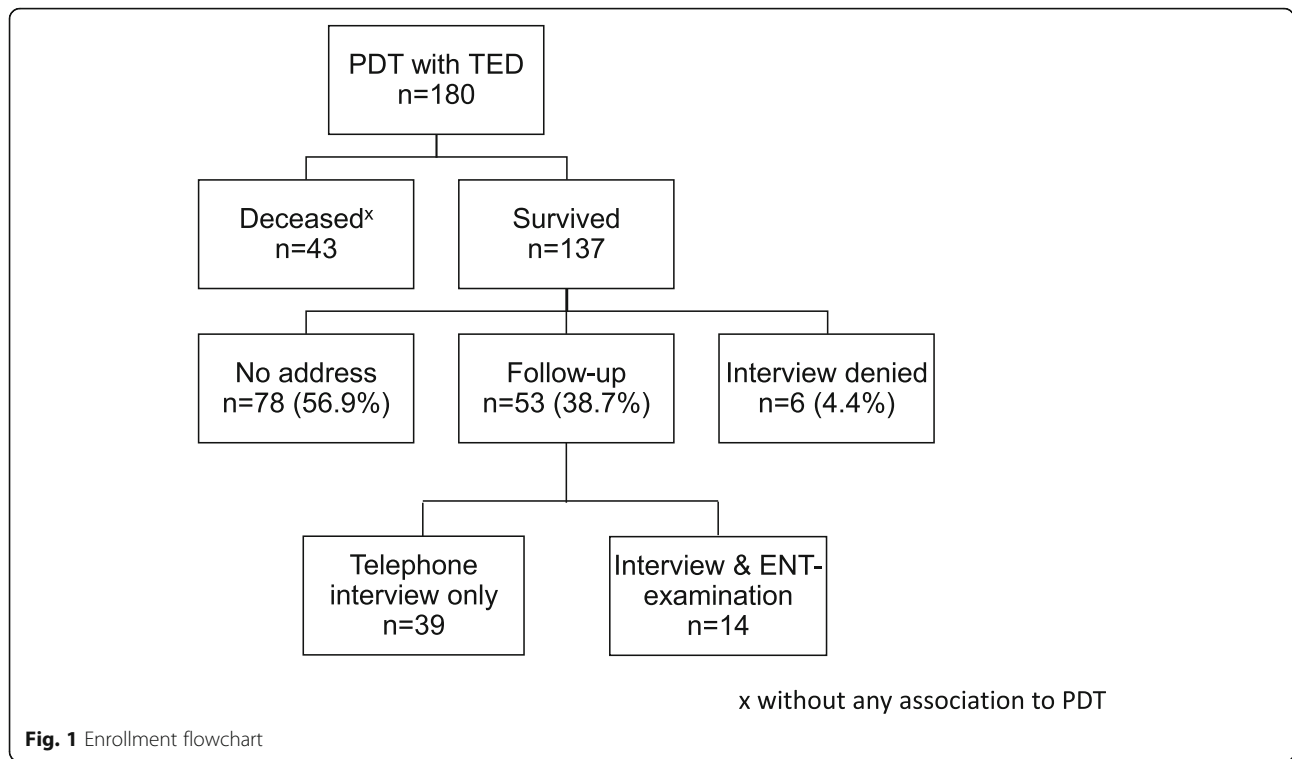 PDT with TED
n=180
Deceasedˣ
n=43
Survived
n=137
No address
n=78 (56.9%)
Follow-up
n=53 (38.7%)
Interview denied
n=6 (4.4%)
Telephone
interview only
n=39
Interview & ENT-
examination
n=14
x without any association to PDT
Fig. 1 Enrollment flowchart